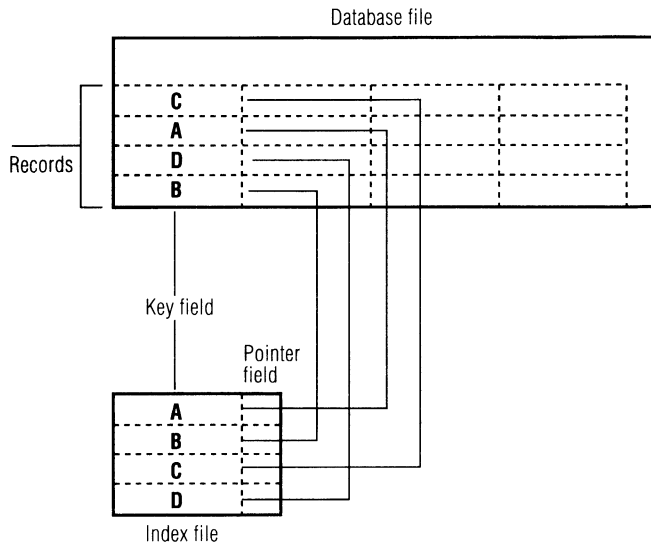 Database file
C
A
D
B
Records
Key field
Pointer
field
A
B
C
D
Index file